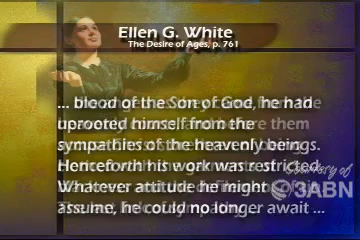 Ellen G. White
The Desire of Ages, p. 761
... blood of the Son of God, he had
uprooted himself from the
sympathies of the heavenly beings.
Henceforth his work was restricted.
Whatever attitude he might
assume, he could no longer await ...
Courtesy of
3ABN